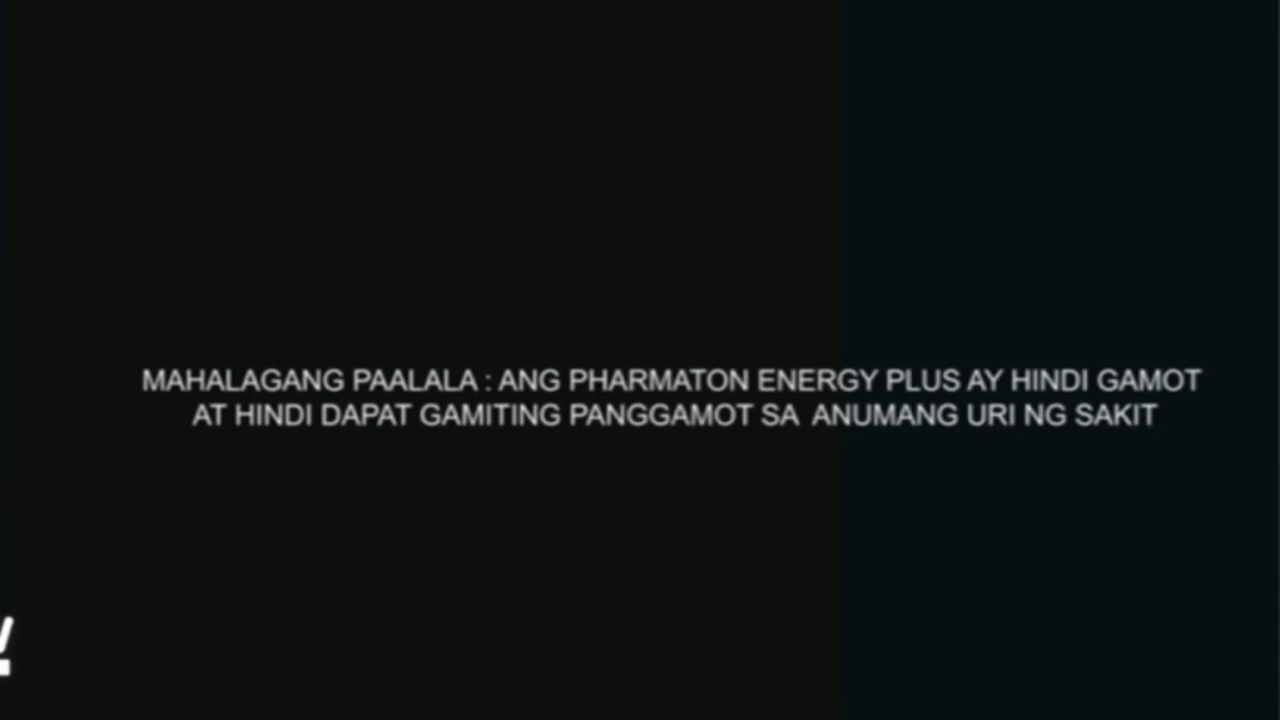 MAHALAGANG PAALALA : ANG PHARMATON ENERGY PLUS AY HINDI GAMOT
AT HINDI DAPAT GAMITING PANGGAMOT SA ANUMANG URI NG SAKIT